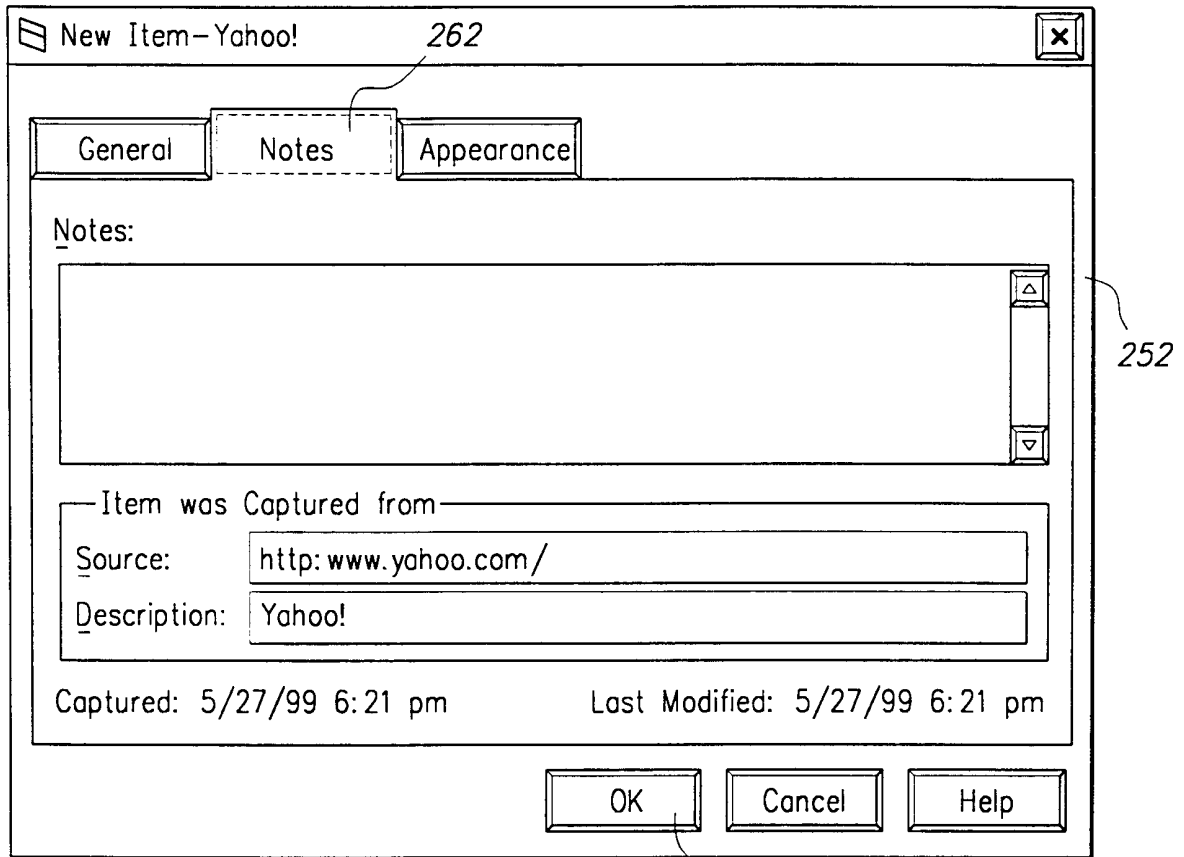 New Item-Yahoo!
262
General Notes Appearance
Notes:
252
Item was Captured from
Source: http: www.yahoo.com/
Description: Yahoo!
Captured: 5/27/99 6:21 pm Last Modified: 5/27/99 6:21 pm
OK Cancel Help